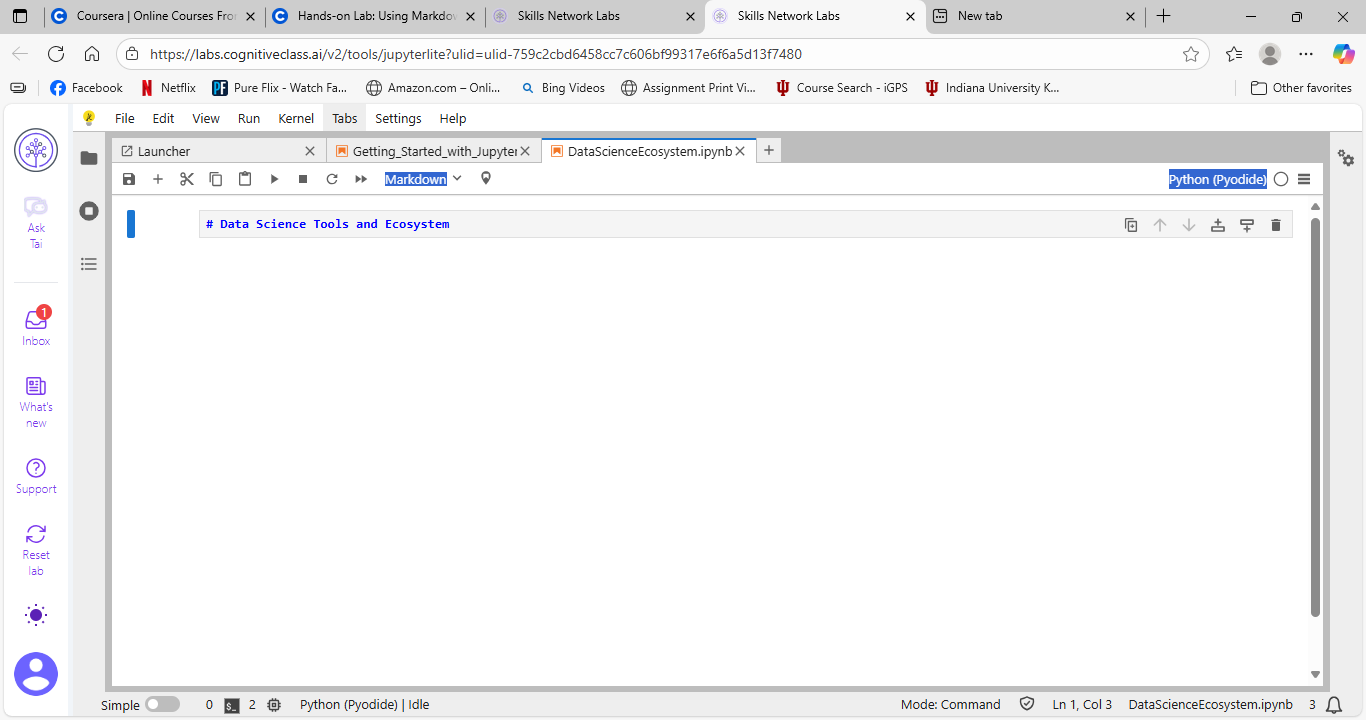 Coursera | Online Courses Fro
Hands-on Lab: Using Markdow
Skills Network Labs
Skills Network Labs
New tab
https://labs.cognitiveclass.ai/v2/tools/jupyterlite?ulid=ulid-759c2cbd6458cc7c606bf99317e6f6a5d13f7480
Facebook
Netflix
Pure Flix - Watch Fa...
Amazon.com – Onli...
Bing Videos
Assignment Print Vi...
Course Search - iGPS
Indiana University K...
Other favorites
File Edit View Run Kernel Tabs Settings Help
Launcher
Getting_Started_with_Jupyter
DataScienceEcosystem.ipynb
Markdown
Python (Pyodide)
# Data Science Tools and Ecosystem
Ask
Tai
1
Inbox
What's
new
Support
Reset
lab
Simple
0
2
Python (Pyodide) | Idle
Mode: Command
Ln 1, Col 3
DataScienceEcosystem.ipynb
3